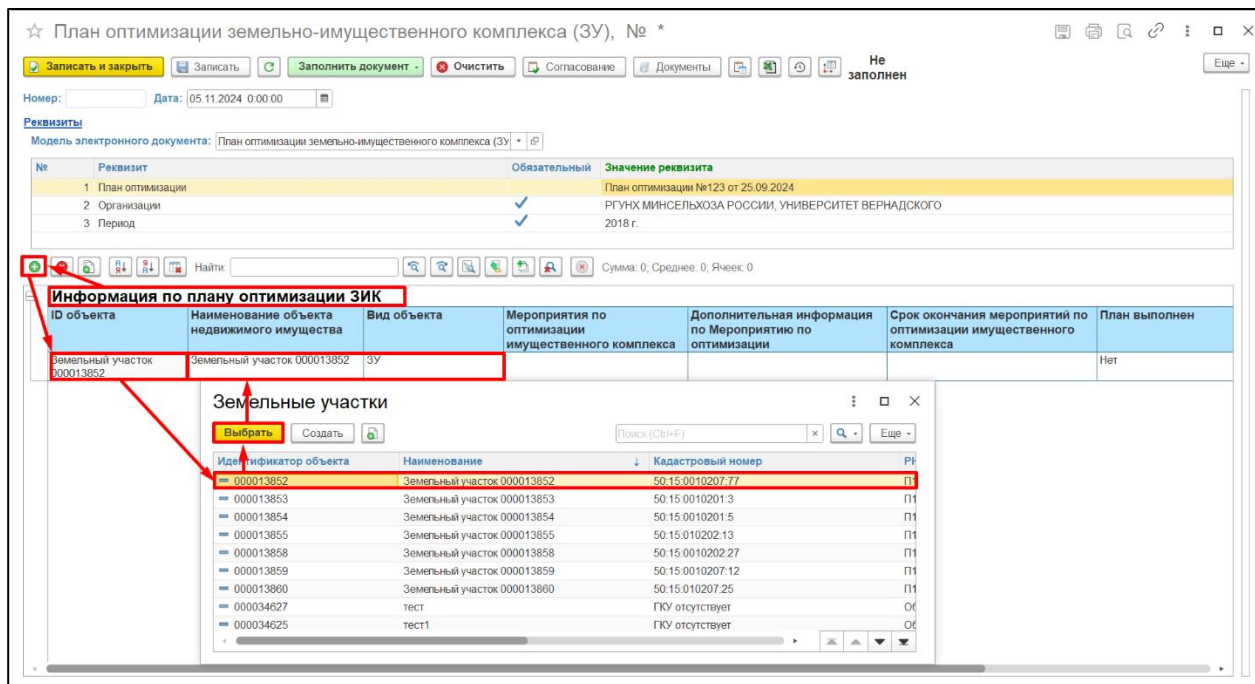 План оптимизации земельно-имущественного комплекса (ЗУ), № *
Записать и закрыть Записать Заполнить документ Очистить Согласование Документы Не заполнен Еще
Номер: Дата: 05.11.2024 0:00:00
Реквизиты
Модель электронного документа: План оптимизации земельно-имущественного комплекса (ЗУ
№ Реквизит Обязательный Значение реквизита
1 План оптимизации План оптимизации №123 от 25.09.2024
2 Организации РГУНХ МИНСЕЛЬХОЗА РОССИИ, УНИВЕРСИТЕТ ВЕРНАДСКОГО
3 Период 2018 г.
Найти: Сумма: 0; Среднее: 0; Ячеек: 0
Информация по плану оптимизации ЗИК
ID объекта Наименование объекта Вид объекта Мероприятия по Дополнительная информация Срок окончания мероприятий по План выполнен
недвижимого имущества оптимизации по Мероприятию по оптимизации имущественного
имущественного комплекса оптимизации комплекса
Земельный участок Земельный участок 000013852 ЗУ Нет
000013852
Земельные участки
Выбрать Создать Поиск (Ctrl+F) Еще
Идентификатор объекта Наименование Кадастровый номер
000013852 Земельный участок 000013852 50:15:0010207:77 П1
000013853 Земельный участок 000013853 50:15:0010201:3 П1
000013854 Земельный участок 000013854 50:15:0010201:5 П1
000013855 Земельный участок 000013855 50:15:010202:13 П1
000013858 Земельный участок 000013858 50:15:0010202:27 П1
000013859 Земельный участок 000013859 50:15:0010207:12 П1
000013860 Земельный участок 000013860 50:15:010207:25 П1
000034627 тест ГКУ отсутствует Об
000034625 тест1 ГКУ отсутствует Об